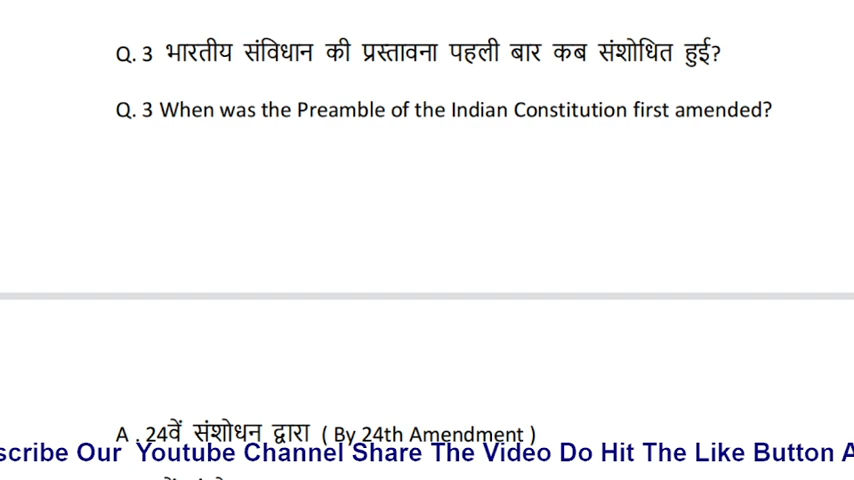 Q. 3 भारतीय संविधान की प्रस्तावना पहली बार कब संशोधित हुई?
Q. 3 When was the Preamble of the Indian Constitution first amended?
A . 24वें संशोधन द्वारा ( By 24th Amendment )
scribe Our Youtube Channel Share The Video Do Hit The Like Button A